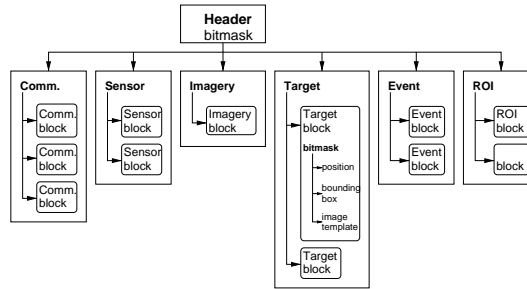 Header
bitmask
Comm.
Comm.
block
Comm.
block
Comm.
block
Sensor
Sensor
block
Sensor
block
Imagery
Imagery
block
Target
Target
block
bitmask
position
bounding
box
image
template
Target
block
Event
Event
block
Event
block
ROI
ROI
block
block